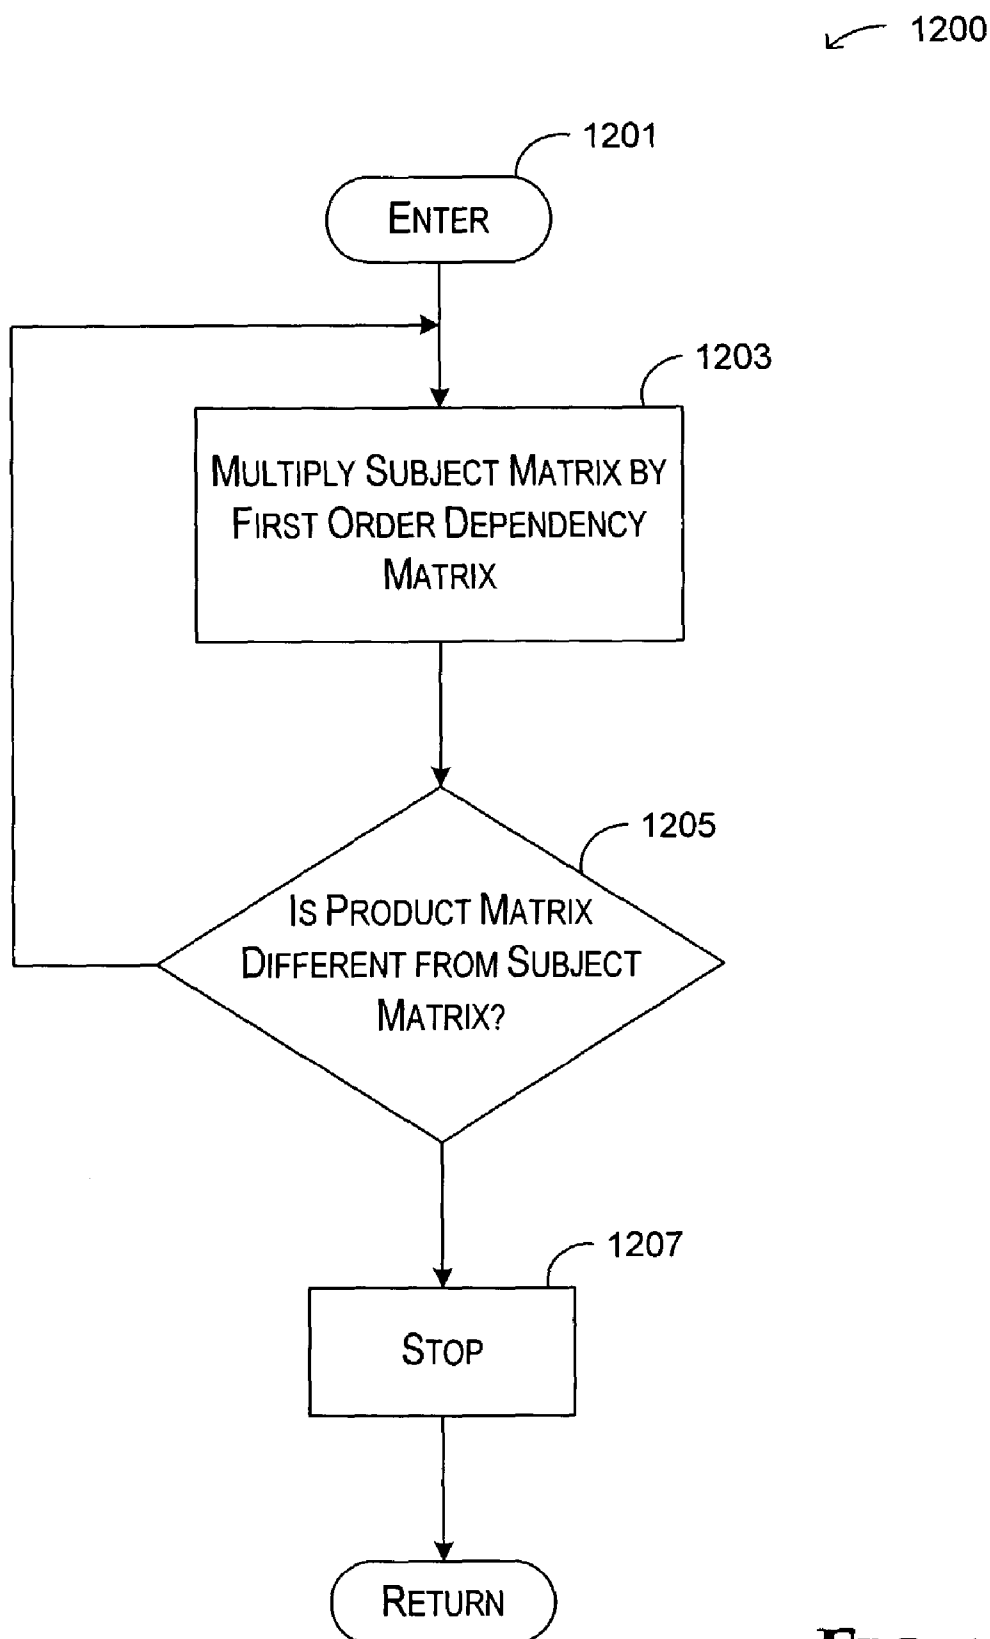 1200
1201
ENTER
1203
MULTIPLY SUBJECT MATRIX BY
FIRST ORDER DEPENDENCY
MATRIX
1205
IS PRODUCT MATRIX
DIFFERENT FROM SUBJECT
MATRIX?
1207
STOP
RETURN